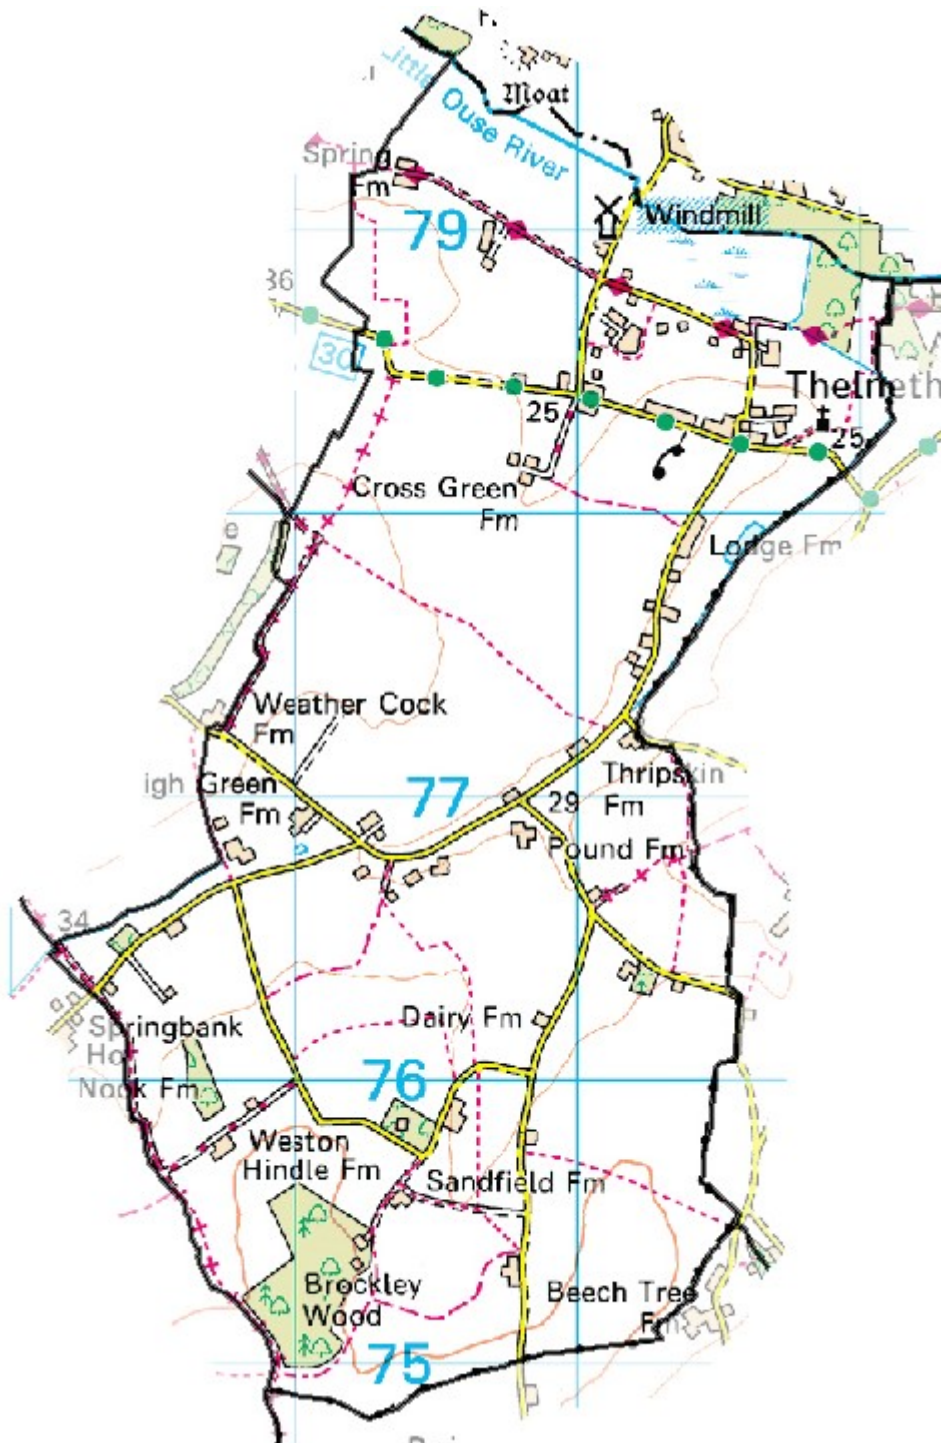 Little Ouse River
Moat
Spring
Fm
79
Windmill
36
30
Thelneth
25
25
Cross Green
Fm
e
Lodge Fm
Weather Cock
Fm
igh Green
Fm
77
Thripskin
Fm
29
Pound Fm
34
Springbank
Ho
Dairy Fm
76
Nook Fm
Weston
Hindle Fm
Sandfield Fm
Brockley
Wood
Beech Tree
Fm
75